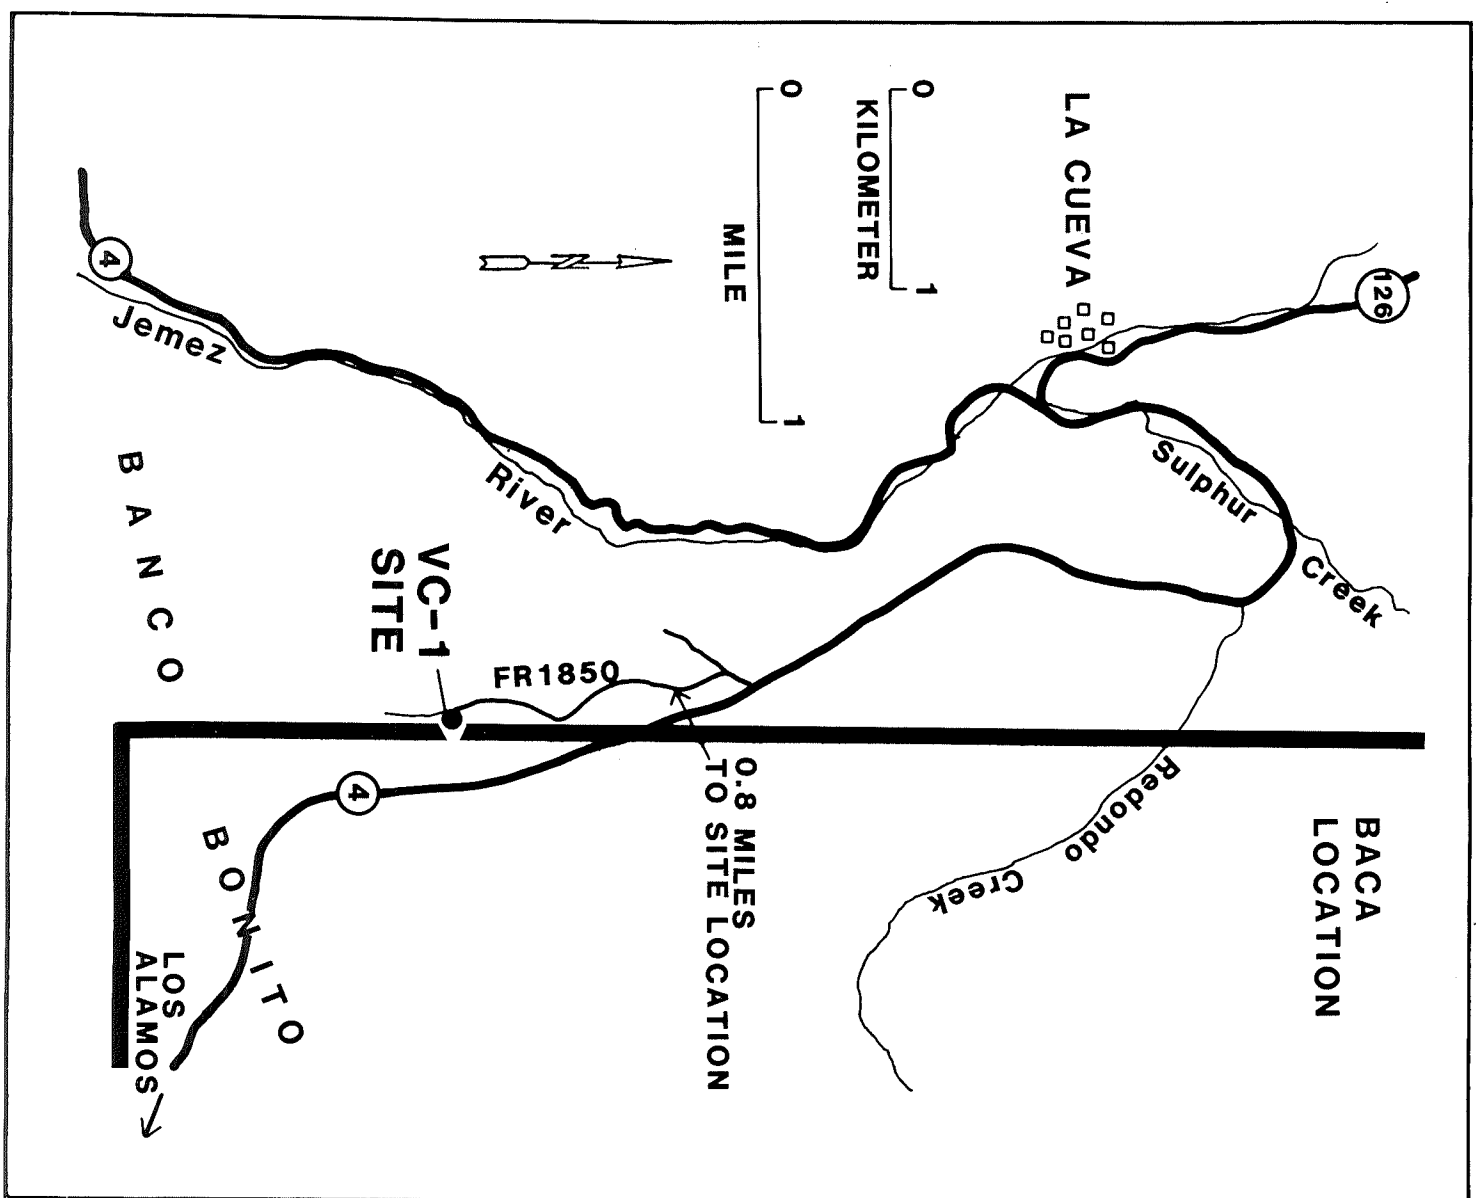 126
LA CUEVA
Sulphur
Creek
BACA
LOCATION
0 1
KILOMETER
0 1
MILE
N
Redondo
Creek
0.8 MILES
TO SITE LOCATION
FR1850
River
VC-1
SITE
4
Jemez
BANCO
BONITO
4
LOS
ALAMOS